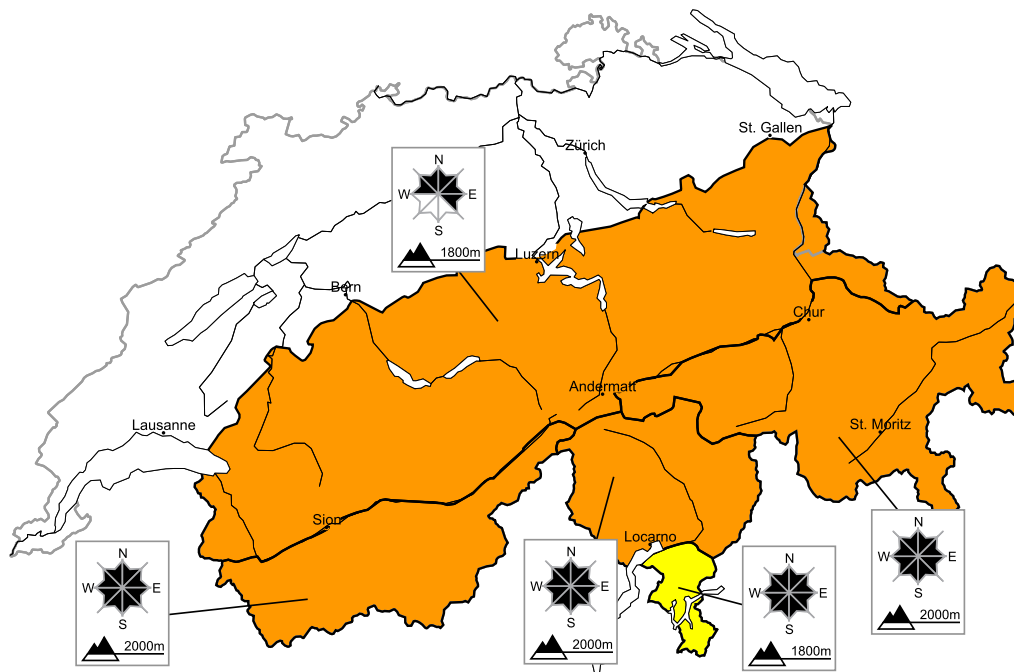 St. Gallen
Zürich
N
W E
S
1800m
Luzern
Bern
Chur
Andermatt
Lausanne
St. Moritz
Sion
Locarno
N
W E
S
2000m
N
W E
S
2000m
N
W E
S
1800m
N
W E
S
2000m